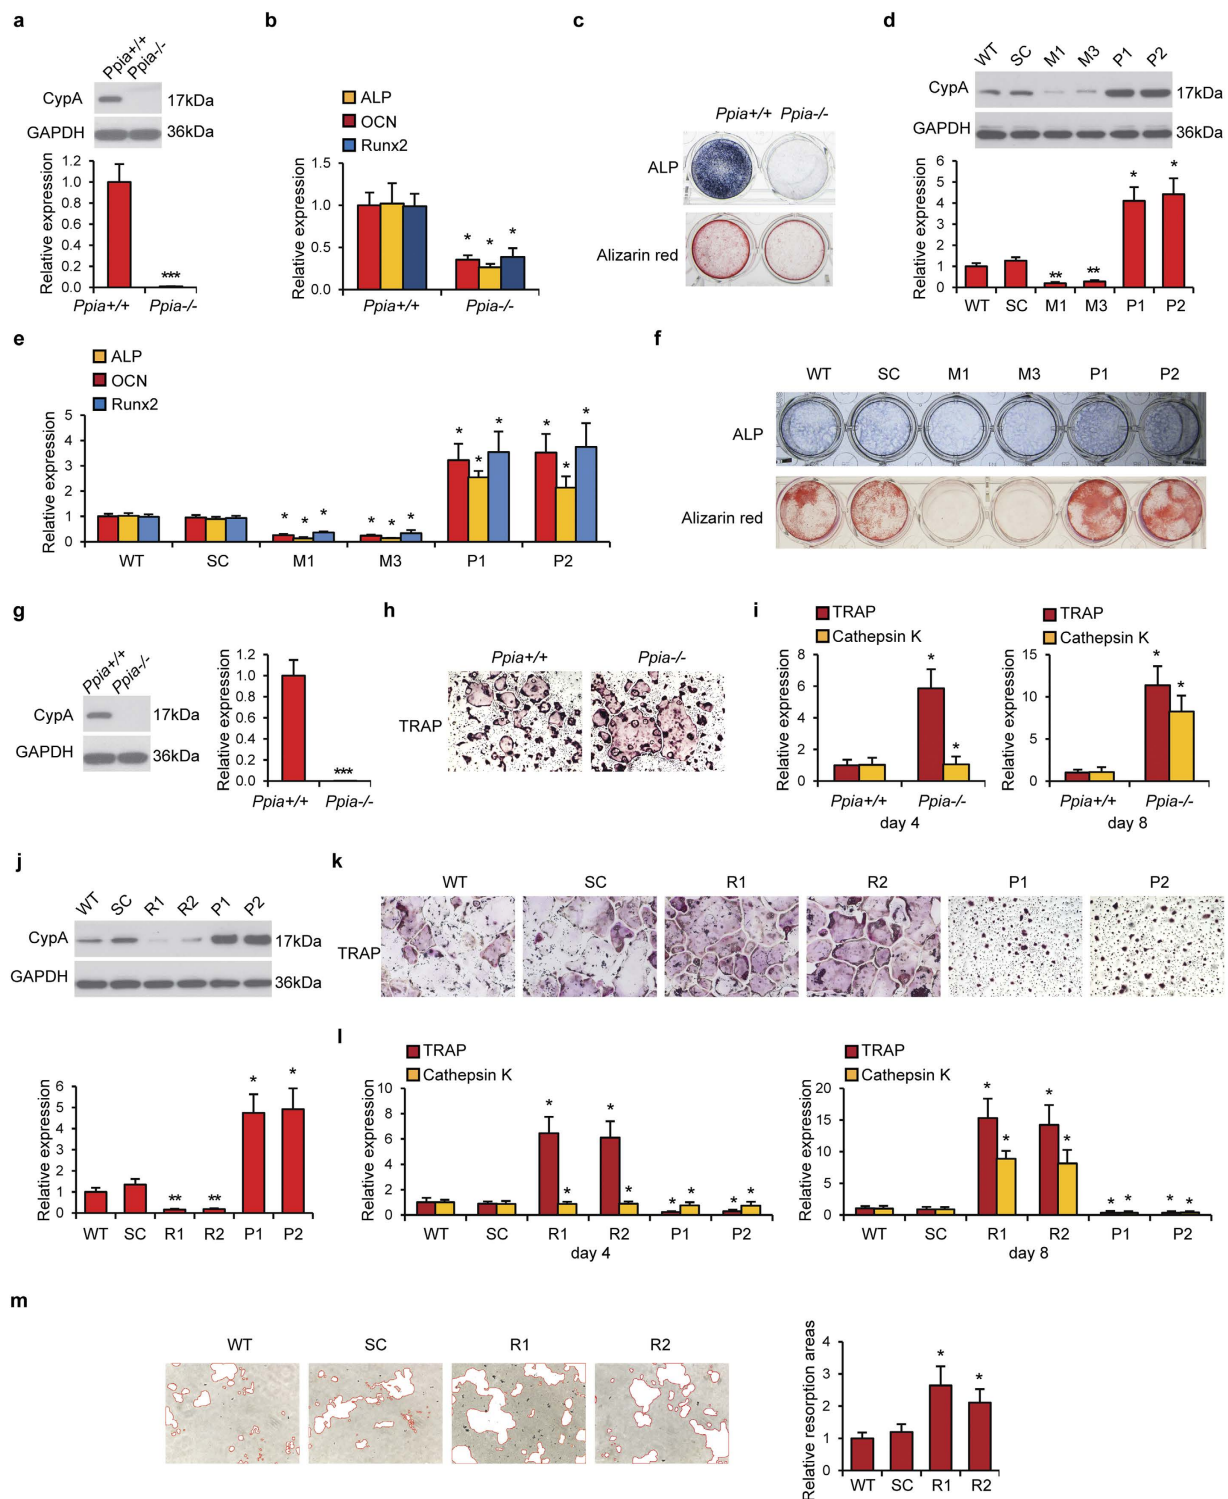 a
Ppia+/+ Ppia-/-
CypA 17kDa
GAPDH 36kDa
Relative expression
1.2
1.0
0.8
0.6
0.4
0.2
0.0
***
Ppia+/+ Ppia-/-
b
ALP
OCN
Runx2
Relative expression
1.5
1.0
0.5
0.0
* * *
Ppia+/+ Ppia-/-
c
Ppia+/+ Ppia-/-
ALP
Alizarin red
d
WT SC M1 M3 P1 P2
CypA 17kDa
GAPDH 36kDa
Relative expression
6
5
4
3
2
1
0
** ** * *
WT SC M1 M3 P1 P2
e
ALP
OCN
Runx2
Relative expression
5
4
3
2
1
0
* * * * * * * * * * * *
WT SC M1 M3 P1 P2
f
WT SC M1 M3 P1 P2
ALP
Alizarin red
g
Ppia+/+ Ppia-/-
CypA 17kDa
GAPDH 36kDa
Relative expression
1.2
1.0
0.8
0.6
0.4
0.2
0.0
***
Ppia+/+ Ppia-/-
h
Ppia+/+ Ppia-/-
TRAP
i
TRAP
Cathepsin K
Relative expression
8
6
4
2
0
* *
Ppia+/+ Ppia-/-
day 4
TRAP
Cathepsin K
Relative expression
15
10
5
0
* *
Ppia+/+ Ppia-/-
day 8
j
WT SC R1 R2 P1 P2
CypA 17kDa
GAPDH 36kDa
Relative expression
6
5
4
3
2
1
0
** ** * *
WT SC R1 R2 P1 P2
k
WT SC R1 R2 P1 P2
TRAP
l
TRAP
Cathepsin K
Relative expression
10
8
6
4
2
0
* * * * * * * *
WT SC R1 R2 P1 P2
day 4
TRAP
Cathepsin K
Relative expression
20
15
10
5
0
* * * * * * * *
WT SC R1 R2 P1 P2
day 8
m
WT SC R1 R2
Relative resorption areas
4
3
2
1
0
* *
WT SC R1 R2